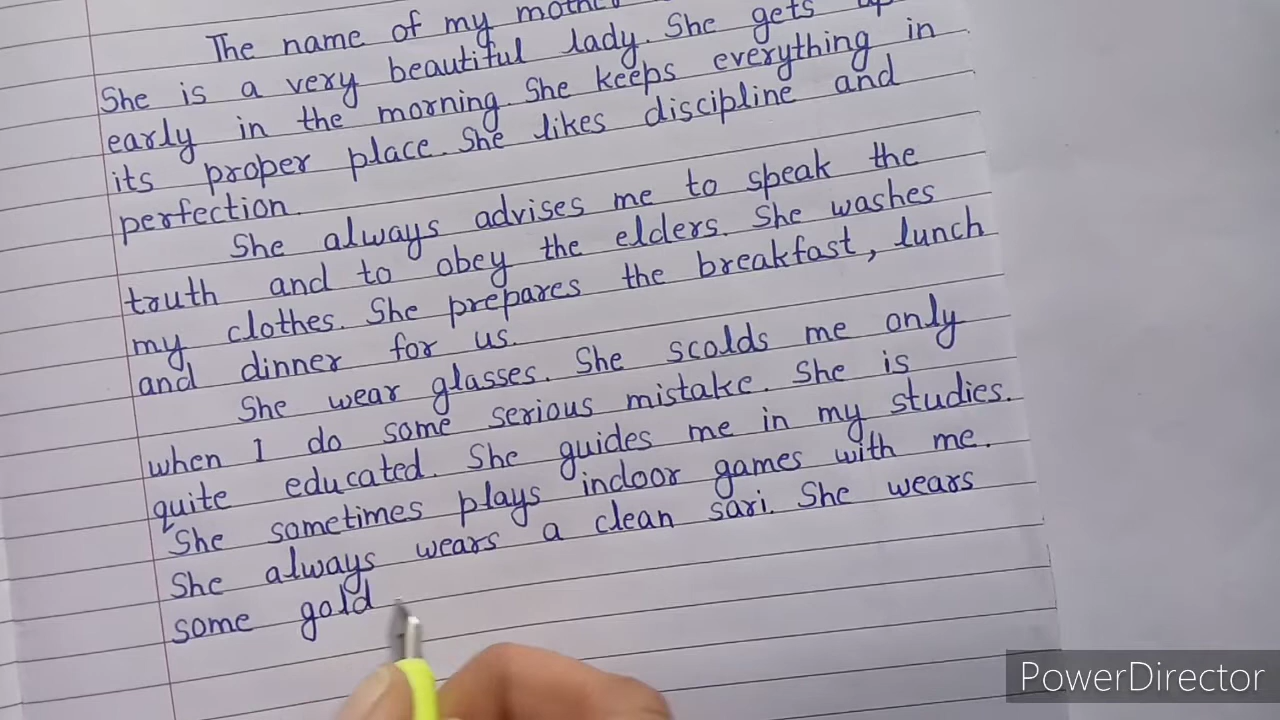 The name of my mother
She is a very beautiful lady. She gets up
early in the morning. She keeps everything in
its proper place. She likes discipline and
perfection.
She always advises me to speak the
truth and to obey the elders. She washes
my clothes. She prepares the breakfast, lunch
and dinner for us.
She wear glasses. She scolds me only
when I do some serious mistake. She is
quite educated. She guides me in my studies.
She sometimes plays indoor games with me.
She always wears a clean sari. She wears
some gold
PowerDirector